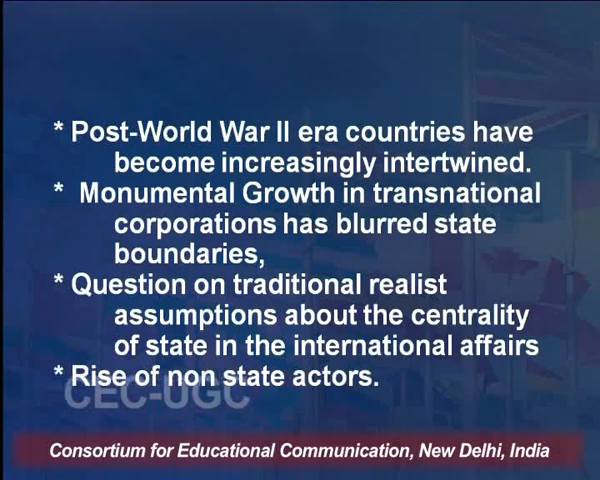 * Post-World War II era countries have
become increasingly intertwined.
* Monumental Growth in transnational
corporations has blurred state
boundaries,
* Question on traditional realist
assumptions about the centrality
of state in the international affairs
* Rise of non state actors.
CEC-UGC
Consortium for Educational Communication, New Delhi, India